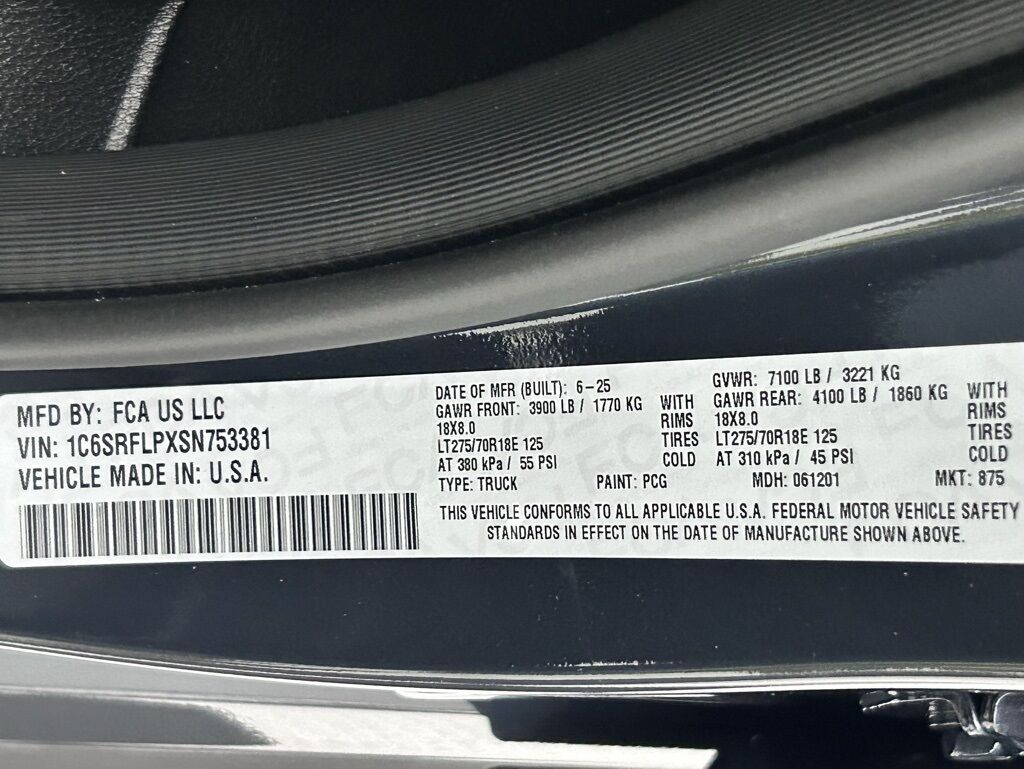 MFD BY: FCA US LLC
VIN: 1C6SRFLPXSN753381
VEHICLE MADE IN: U.S.A.
DATE OF MFR (BUILT): 6-25
GAWR FRONT: 3900 LB / 1770 KG WITH
18X8.0 RIMS
LT275/70R18E 125 TIRES
AT 380 kPa / 55 PSI COLD
GVWR: 7100 LB / 3221 KG
GAWR REAR: 4100 LB / 1860 KG WITH
18X8.0 RIMS
LT275/70R18E 125 TIRES
AT 310 kPa / 45 PSI COLD
TYPE: TRUCK PAINT: PCG MDH: 061201 MKT: 875
THIS VEHICLE CONFORMS TO ALL APPLICABLE U.S.A. FEDERAL MOTOR VEHICLE SAFETY
STANDARDS IN EFFECT ON THE DATE OF MANUFACTURE SHOWN ABOVE.